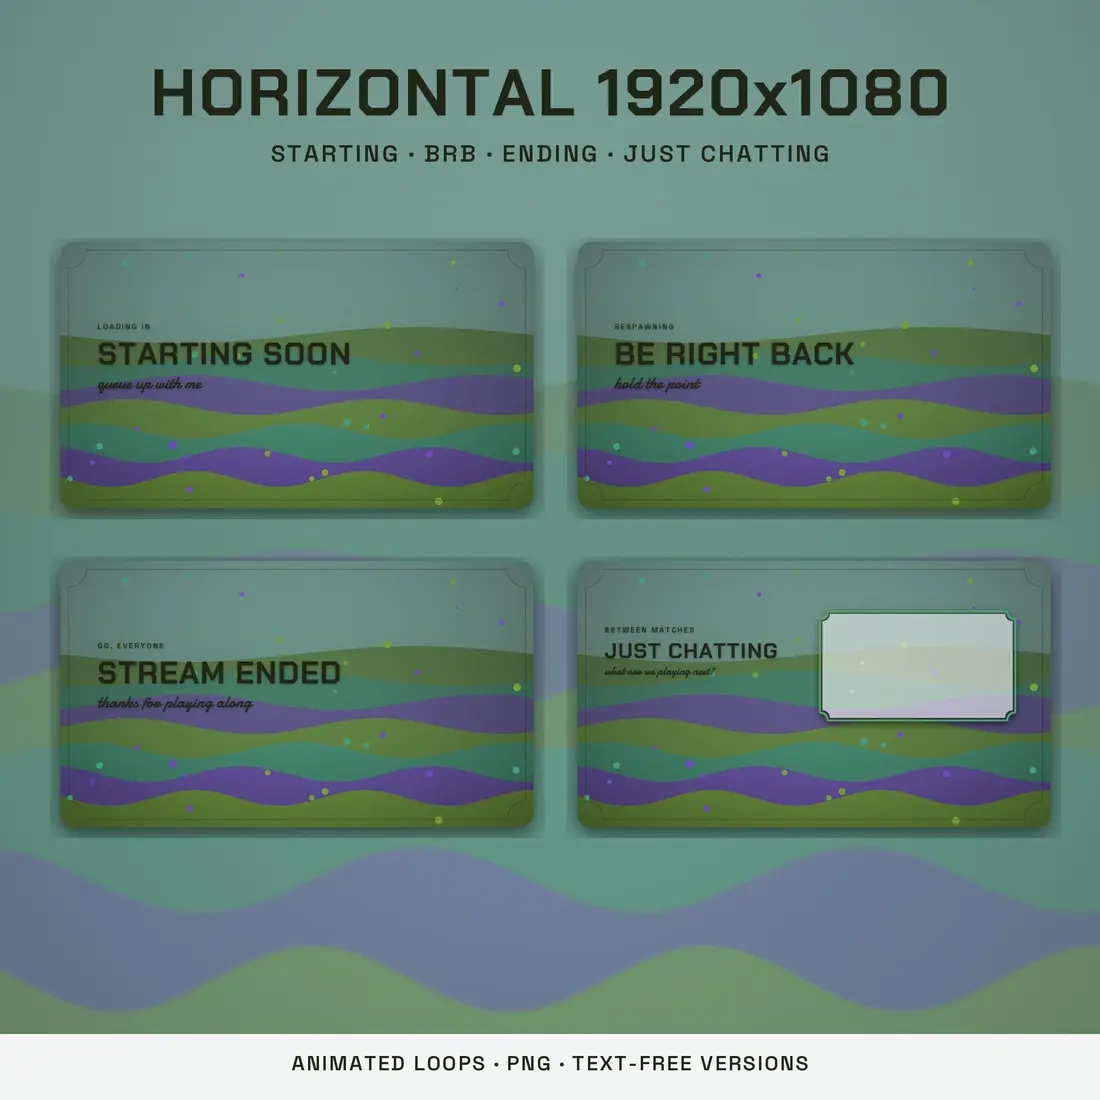 HORIZONTAL 1920x1080
STARTING · BRB · ENDING · JUST CHATTING
LOADING IN
STARTING SOON
queue up with me
RESPAWNING
BE RIGHT BACK
hold the point
GG, EVERYONE
STREAM ENDED
thanks for playing along
BETWEEN MATCHES
JUST CHATTING
what are we playing next?
ANIMATED LOOPS · PNG · TEXT-FREE VERSIONS